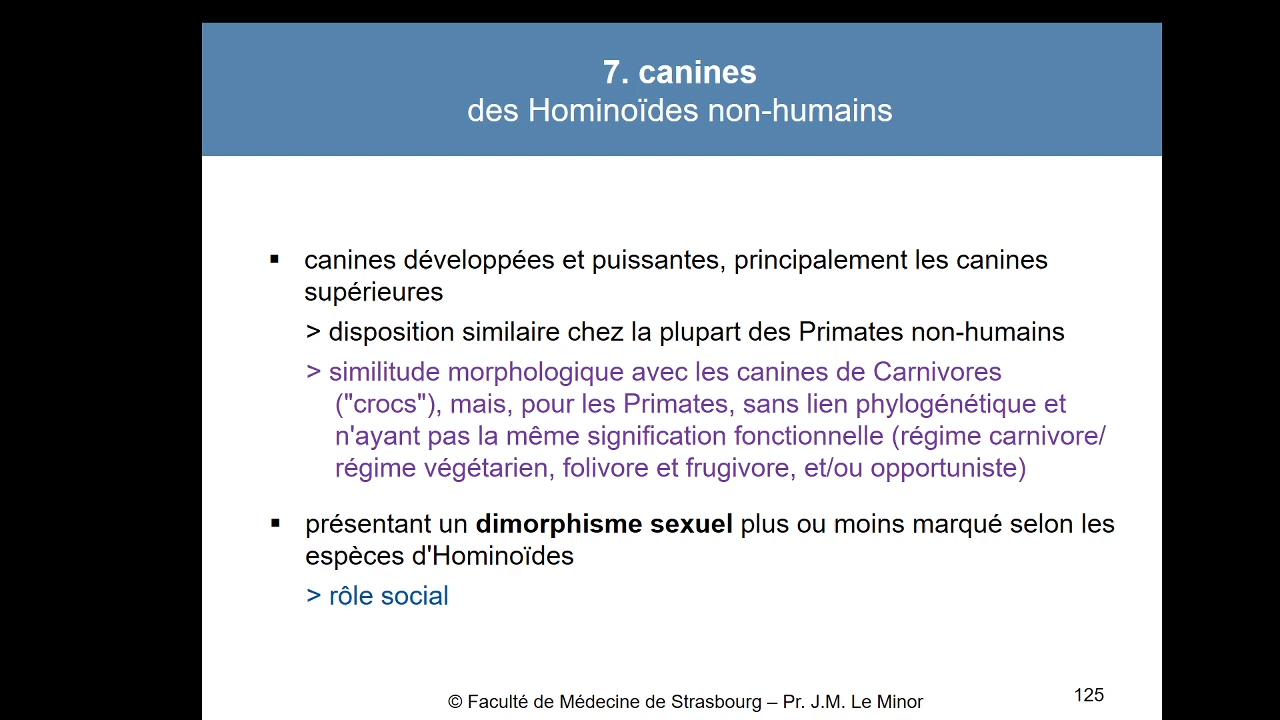 7. canines
des Hominoïdes non-humains
▪ canines développées et puissantes, principalement les canines
supérieures
> disposition similaire chez la plupart des Primates non-humains
> similitude morphologique avec les canines de Carnivores
("crocs"), mais, pour les Primates, sans lien phylogénétique et
n'ayant pas la même signification fonctionnelle (régime carnivore/
régime végétarien, folivore et frugivore, et/ou opportuniste)
▪ présentant un dimorphisme sexuel plus ou moins marqué selon les
espèces d'Hominoïdes
> rôle social
© Faculté de Médecine de Strasbourg – Pr. J.M. Le Minor
125